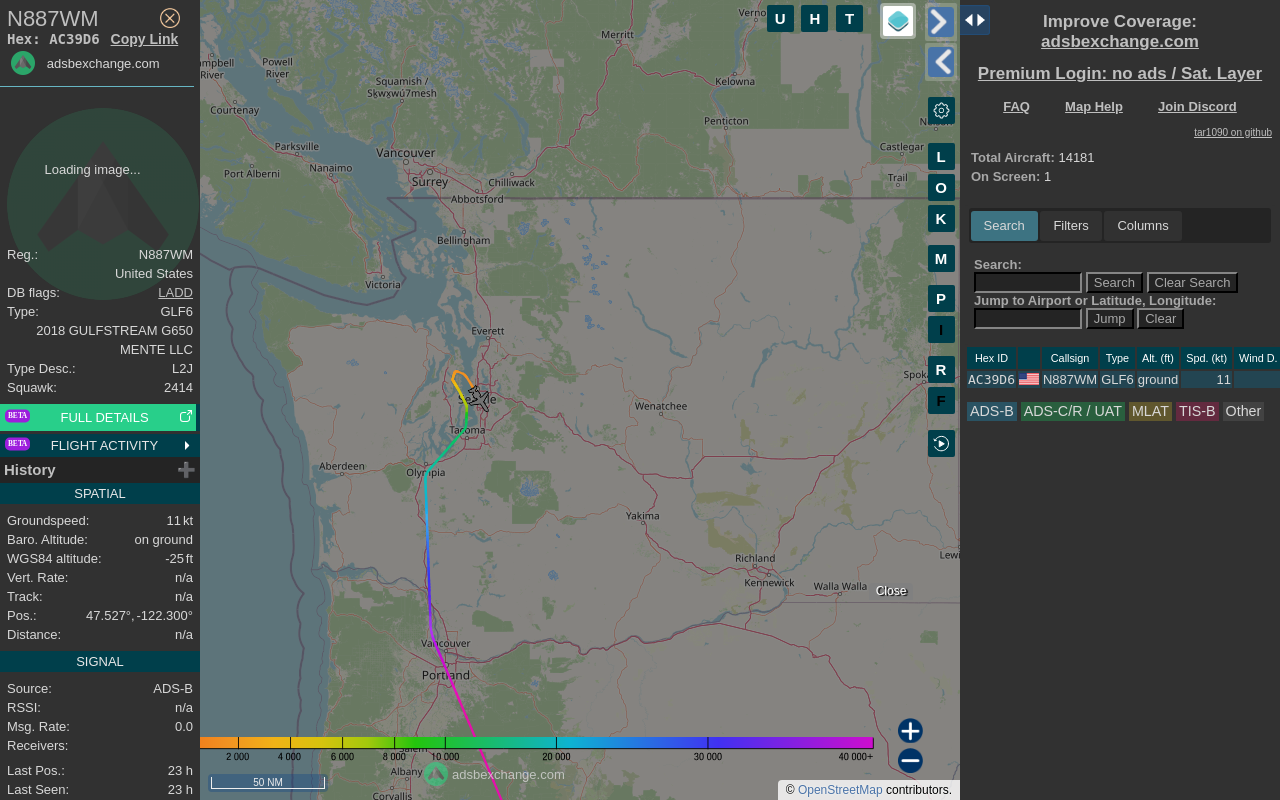 N887WM
Hex: AC39D6 Copy Link
adsbexchange.com
Loading image...
Reg.: N887WM
United States
DB flags: LADD
Type: GLF6
2018 GULFSTREAM G650
MENTE LLC
Type Desc.: L2J
Squawk: 2414
BETA FULL DETAILS
BETA FLIGHT ACTIVITY
History
SPATIAL
Groundspeed: 11 kt
Baro. Altitude: on ground
WGS84 altitude: -25 ft
Vert. Rate: n/a
Track: n/a
Pos.: 47.527°, -122.300°
Distance: n/a
SIGNAL
Source: ADS-B
RSSI: n/a
Msg. Rate: 0.0
Receivers:
Last Pos.: 23 h
Last Seen: 23 h
U H T
L
O
K
M
P
I
R
F
Merritt
Powell
River
River
Squamish /
Sḵwx̱wú7mesh
Kelowna
Courtenay
Penticton
Parksville
Nanaimo
Vancouver
Castlegar
Port Alberni
Surrey
Chilliwack
Trail
Abbotsford
Bellingham
Victoria
Everett
Wenatchee
Tacoma
Aberdeen
Olympia
Yakima
Richland
Kennewick
Walla Walla
Close
Vancouver
Portland
Albany
Corvallis
2 000 4 000 6 000 8 000 10 000 20 000 30 000 40 000+
adsbexchange.com
50 NM
© OpenStreetMap contributors.
Improve Coverage:
adsbexchange.com
Premium Login: no ads / Sat. Layer
FAQ Map Help Join Discord
tar1090 on github
Total Aircraft: 14181
On Screen: 1
Search Filters Columns
Search:
Search Clear Search
Jump to Airport or Latitude, Longitude:
Jump Clear
Hex ID Callsign Type Alt. (ft) Spd. (kt) Wind D.
AC39D6 N887WM GLF6 ground 11
ADS-B ADS-C/R / UAT MLAT TIS-B Other